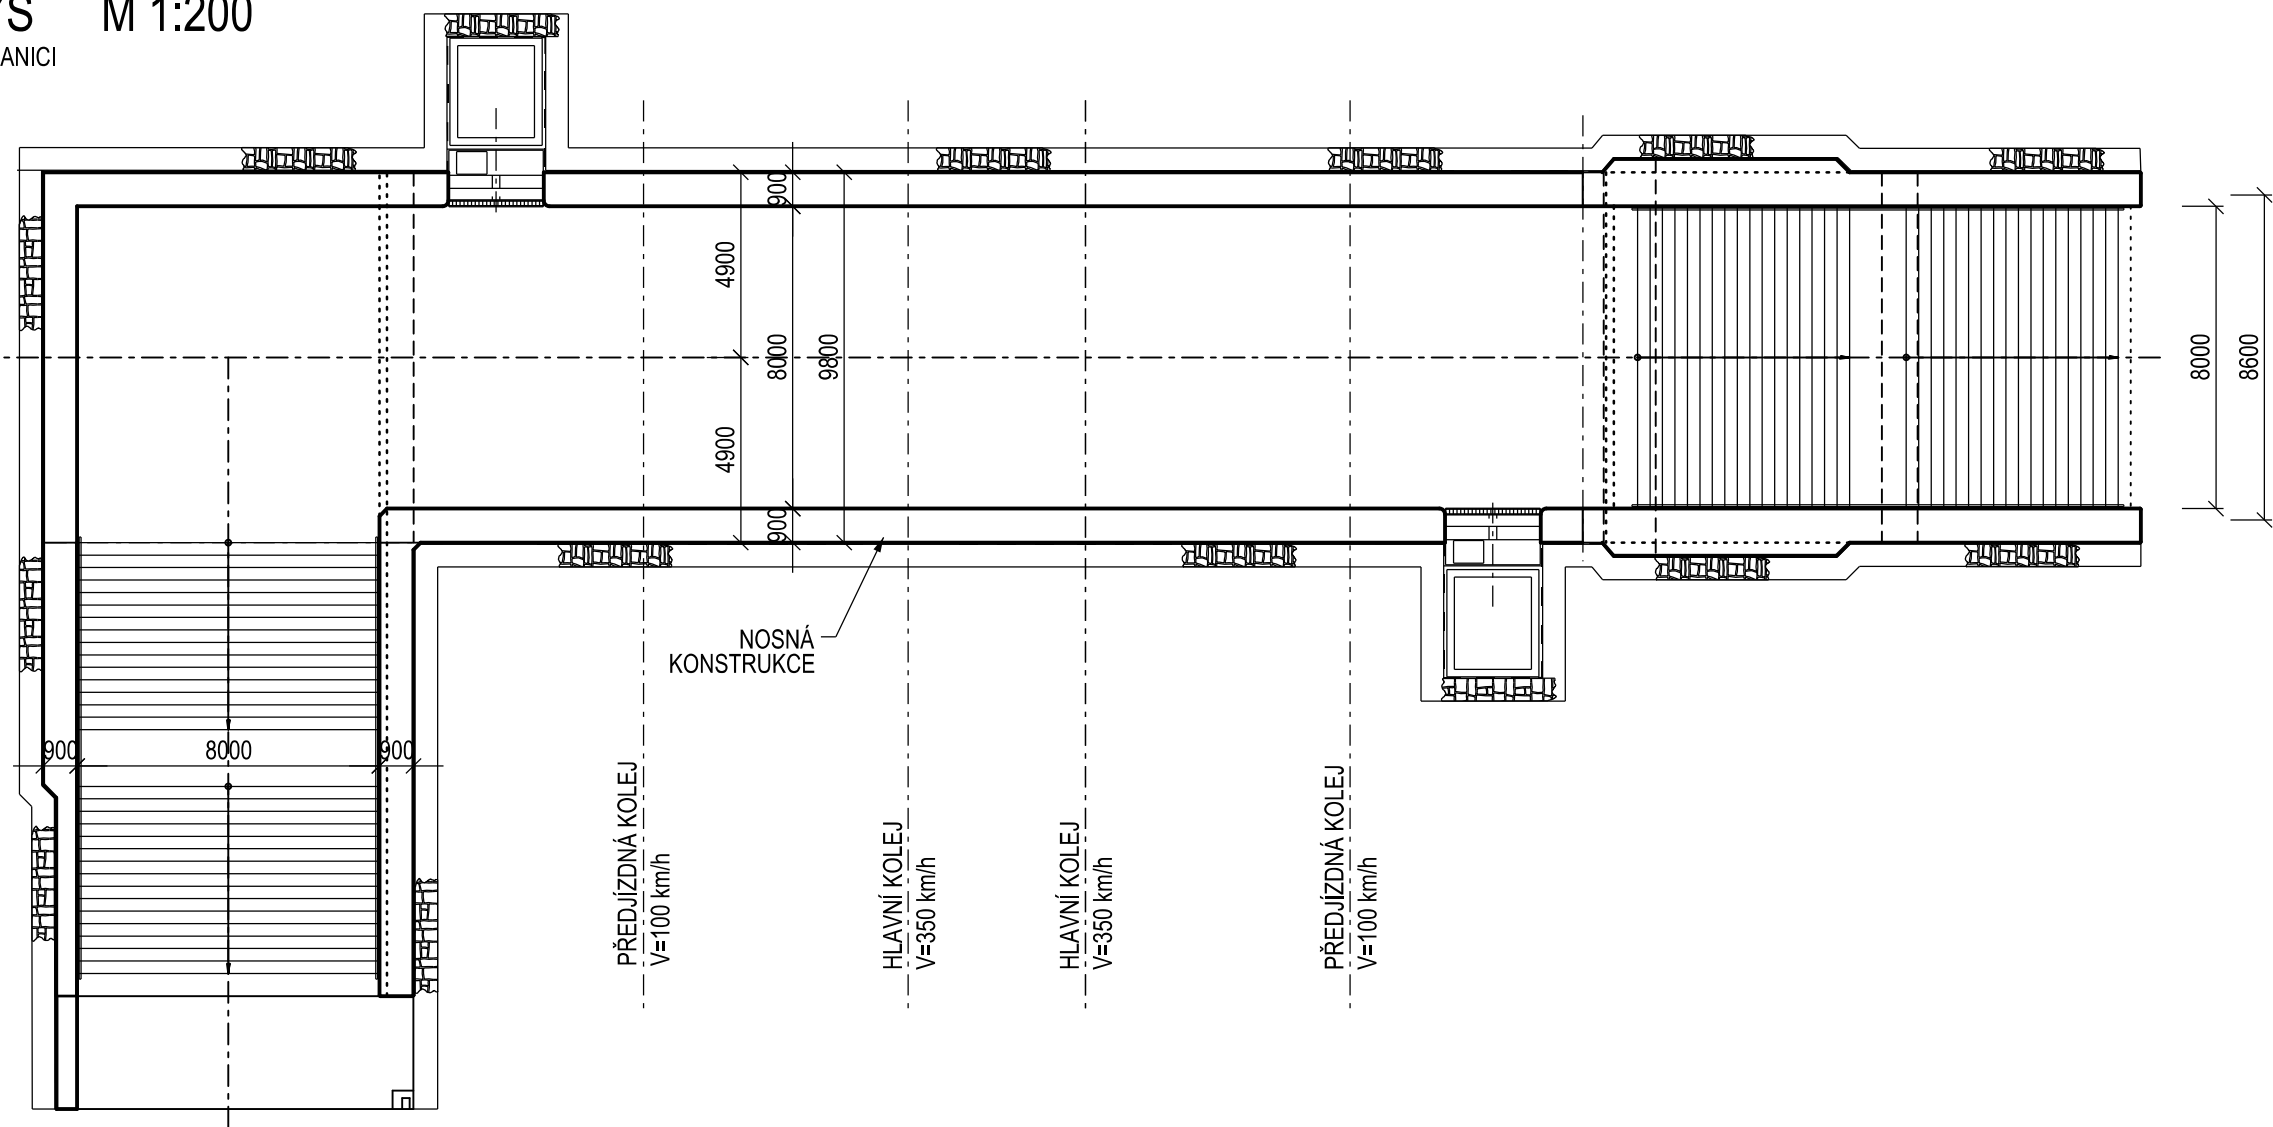 M 1:200
900
4900
8000
9800
4900
900
8000
8600
NOSNÁ
KONSTRUKCE
900
8000
900
PŘEDJÍZDNÁ KOLEJ
V=100 km/h
HLAVNÍ KOLEJ
V=350 km/h
HLAVNÍ KOLEJ
V=350 km/h
PŘEDJÍZDNÁ KOLEJ
V=100 km/h